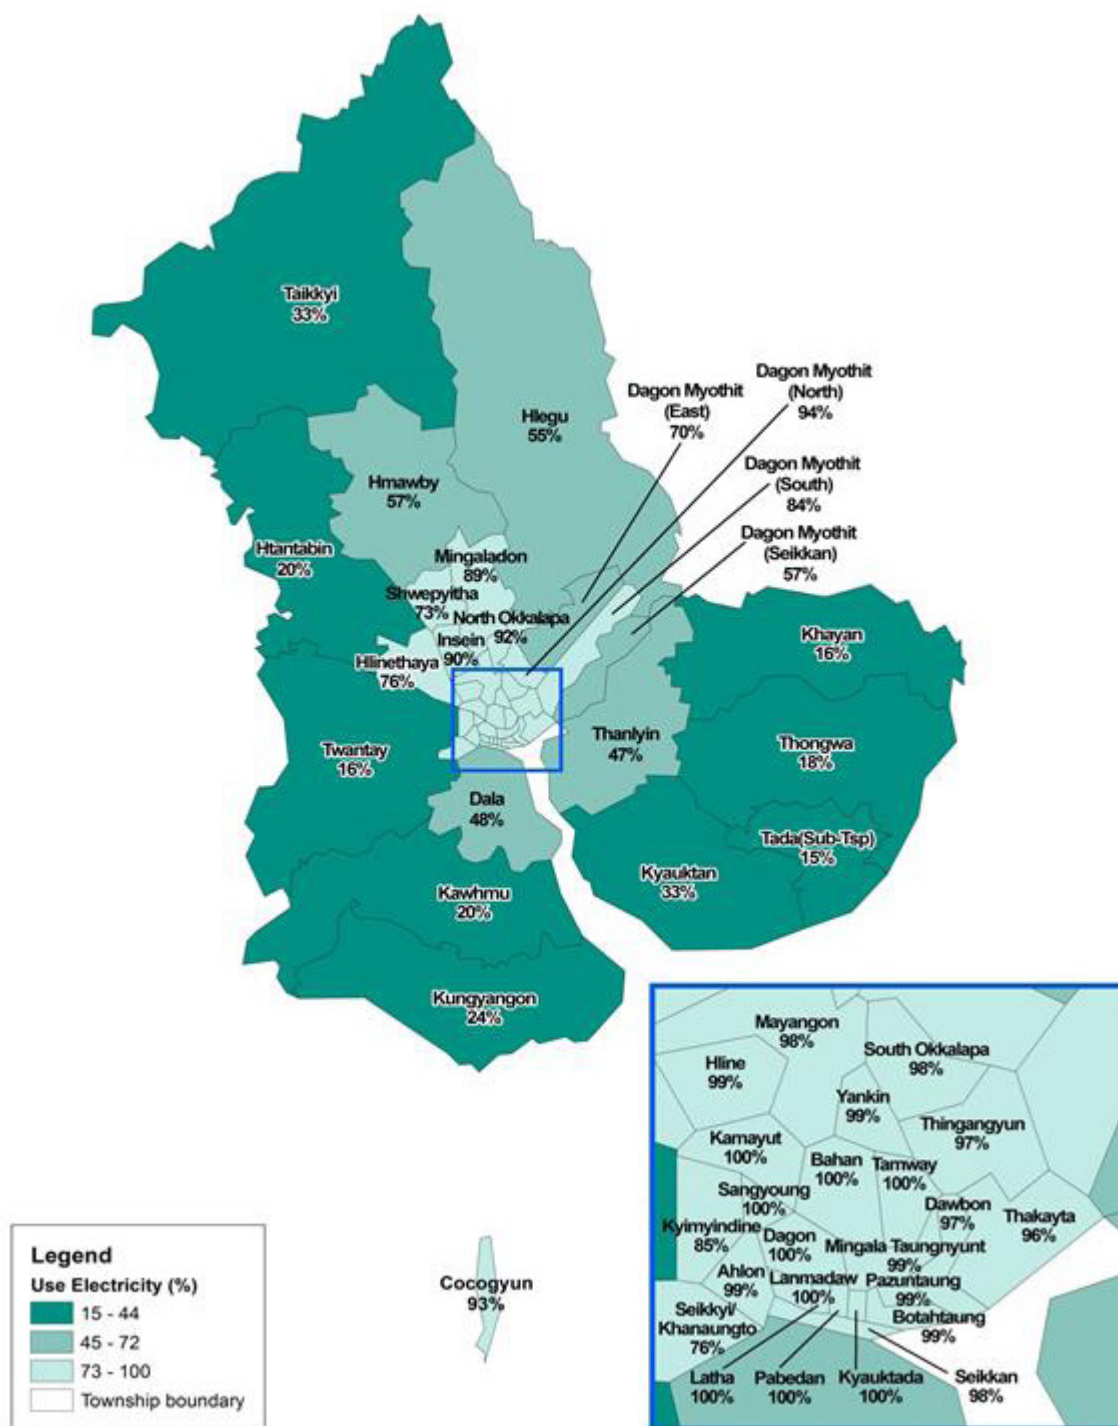 Taikkyi
33%
Hlegu
55%
Dagon Myothit
(East)
70%
Dagon Myothit
(North)
94%
Dagon Myothit
(South)
84%
Dagon Myothit
(Seikkan)
57%
Hmawby
57%
Htantabin
20%
Mingaladon
89%
Shwepyitha
73%
North Okkalapa
92%
Insein
90%
Hlinethaya
76%
Khayan
16%
Twantay
16%
Thanlyin
47%
Thongwa
18%
Dala
48%
Tada(Sub-Tsp)
15%
Kyauktan
33%
Kawhmu
20%
Kungyangon
24%
Cocogyun
93%
Mayangon
98%
South Okkalapa
98%
Hline
99%
Yankin
99%
Thingangyun
97%
Kamayut
100%
Bahan
100%
Tamway
100%
Sangyoung
100%
Dawbon
97%
Thakayta
96%
Kyimyindine
85%
Dagon
100%
Mingala Taungnyunt
99%
Ahlon
99%
Lanmadaw
100%
Pazuntaung
99%
Seikkyi/
Khanaungto
76%
Botahtaung
99%
Latha
100%
Pabedan
100%
Kyauktada
100%
Seikkan
98%
Legend
Use Electricity (%)
15 - 44
45 - 72
73 - 100
Township boundary